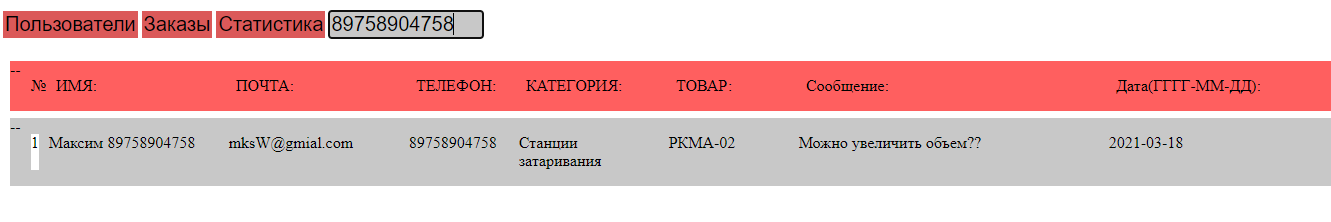 Пользователи Заказы Статистика 89758904758
--
№ ИМЯ: ПОЧТА: ТЕЛЕФОН: КАТЕГОРИЯ: ТОВАР: Сообщение: Дата(ГГГГ-ММ-ДД):
--
1 Максим 89758904758 mksW@gmial.com 89758904758 Станции РКМА-02 Можно увеличить объем?? 2021-03-18
затаривания